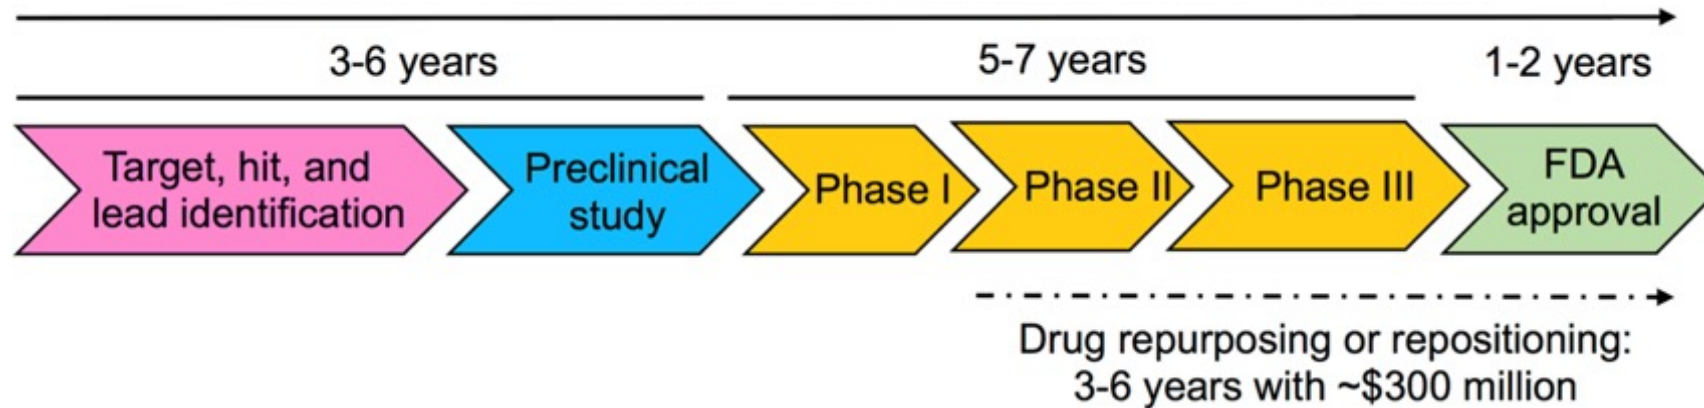 3-6 years
5-7 years
1-2 years
Target, hit, and
lead identification
Preclinical
study
Phase I
Phase II
Phase III
FDA
approval
Drug repurposing or repositioning:
3-6 years with ~$300 million